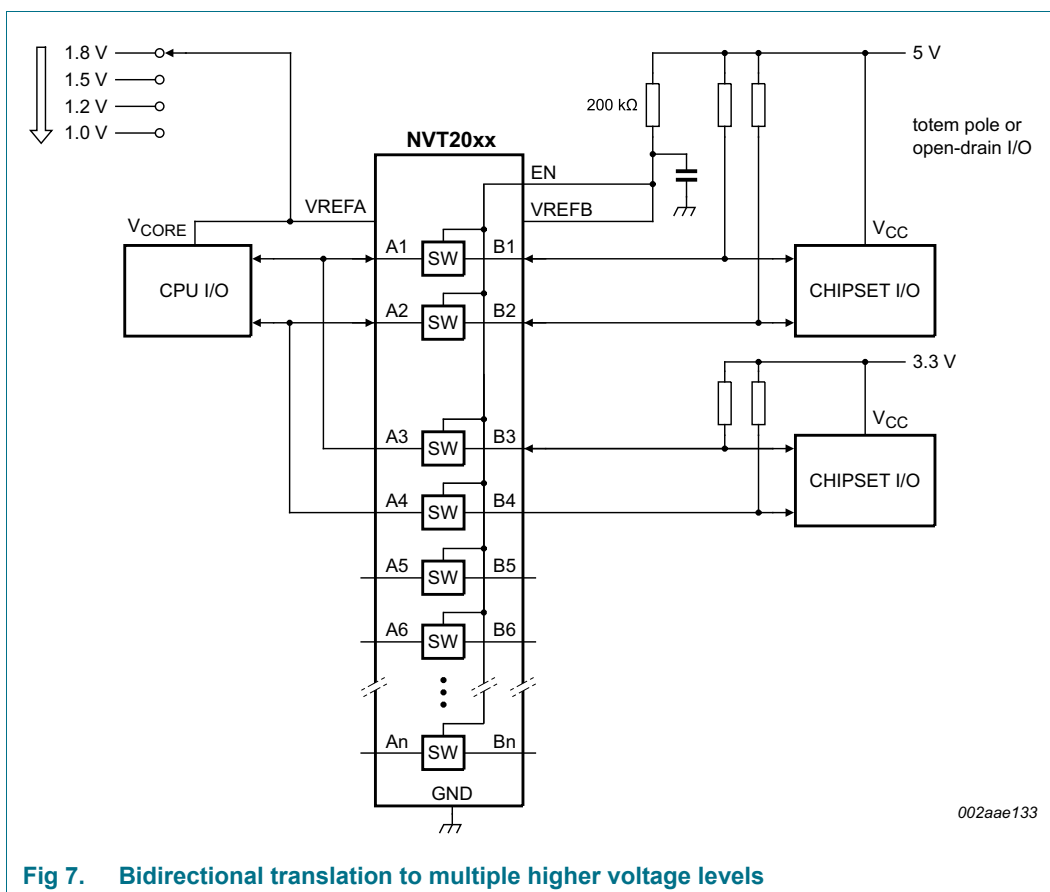 1.8 V
1.5 V
1.2 V
1.0 V
5 V
200 kΩ
totem pole or
open-drain I/O
NVT20xx
EN
VREFA
VREFB
VCORE
VCC
CPU I/O
A1
SW
B1
CHIPSET I/O
A2
SW
B2
3.3 V
VCC
A3
SW
B3
CHIPSET I/O
A4
SW
B4
A5
SW
B5
A6
SW
B6
An
SW
Bn
GND
002aae133
Fig 7. Bidirectional translation to multiple higher voltage levels